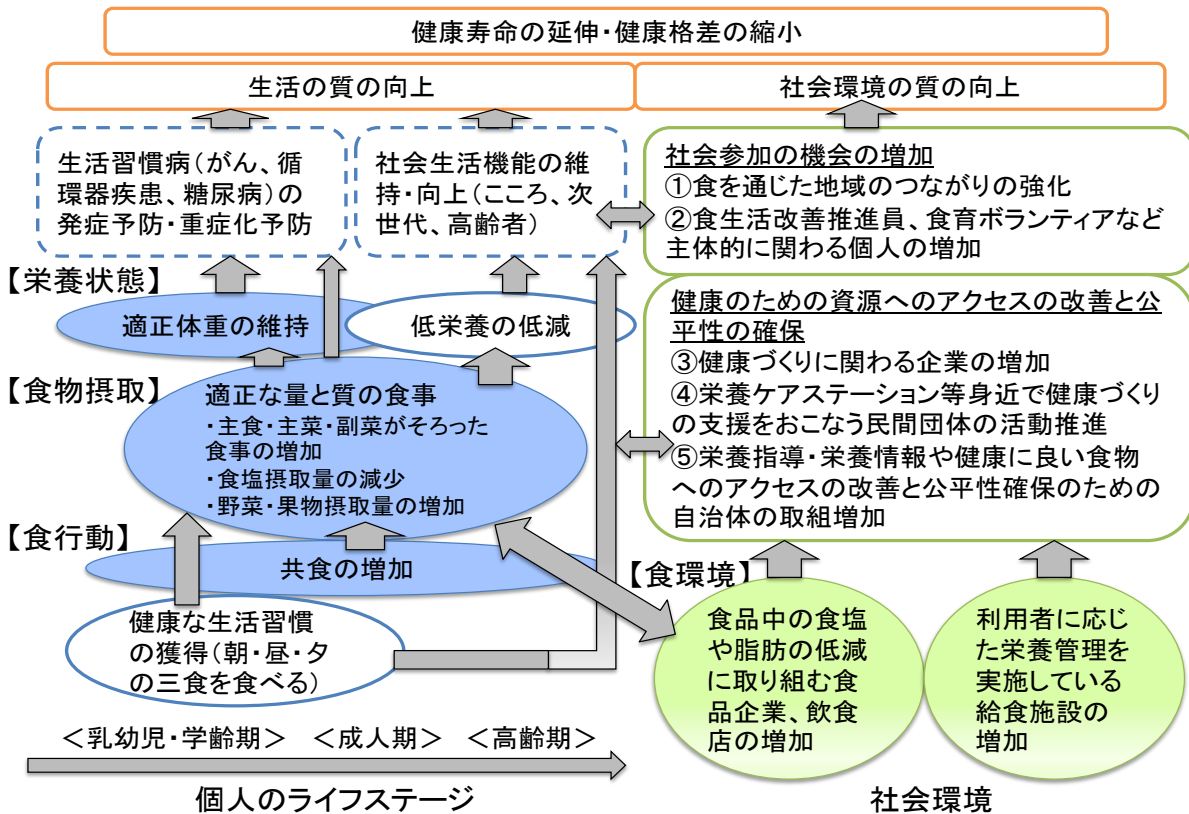 健康寿命の延伸・健康格差の縮小
生活の質の向上
社会環境の質の向上
生活習慣病(がん、循
環器疾患、糖尿病)の
発症予防・重症化予防
社会生活機能の維
持・向上(こころ、次
世代、高齢者)
社会参加の機会の増加
①食を通じた地域のつながりの強化
②食生活改善推進員、食育ボランティアなど
主体的に関わる個人の増加
【栄養状態】
適正体重の維持
低栄養の低減
健康のための資源へのアクセスの改善と公
平性の確保
③健康づくりに関わる企業の増加
④栄養ケアステーション等身近で健康づくり
の支援をおこなう民間団体の活動推進
⑤栄養指導・栄養情報や健康に良い食物
へのアクセスの改善と公平性確保のための
自治体の取組増加
【食物摂取】
適正な量と質の食事
・主食・主菜・副菜がそろった
食事の増加
・食塩摂取量の減少
・野菜・果物摂取量の増加
【食行動】
共食の増加
健康な生活習慣
の獲得(朝・昼・夕
の三食を食べる)
【食環境】
食品中の食塩
や脂肪の低減
に取り組む食
品企業、飲食
店の増加
利用者に応じ
た栄養管理を
実施している
給食施設の
増加
<乳幼児・学齢期>
<成人期>
<高齢期>
個人のライフステージ
社会環境